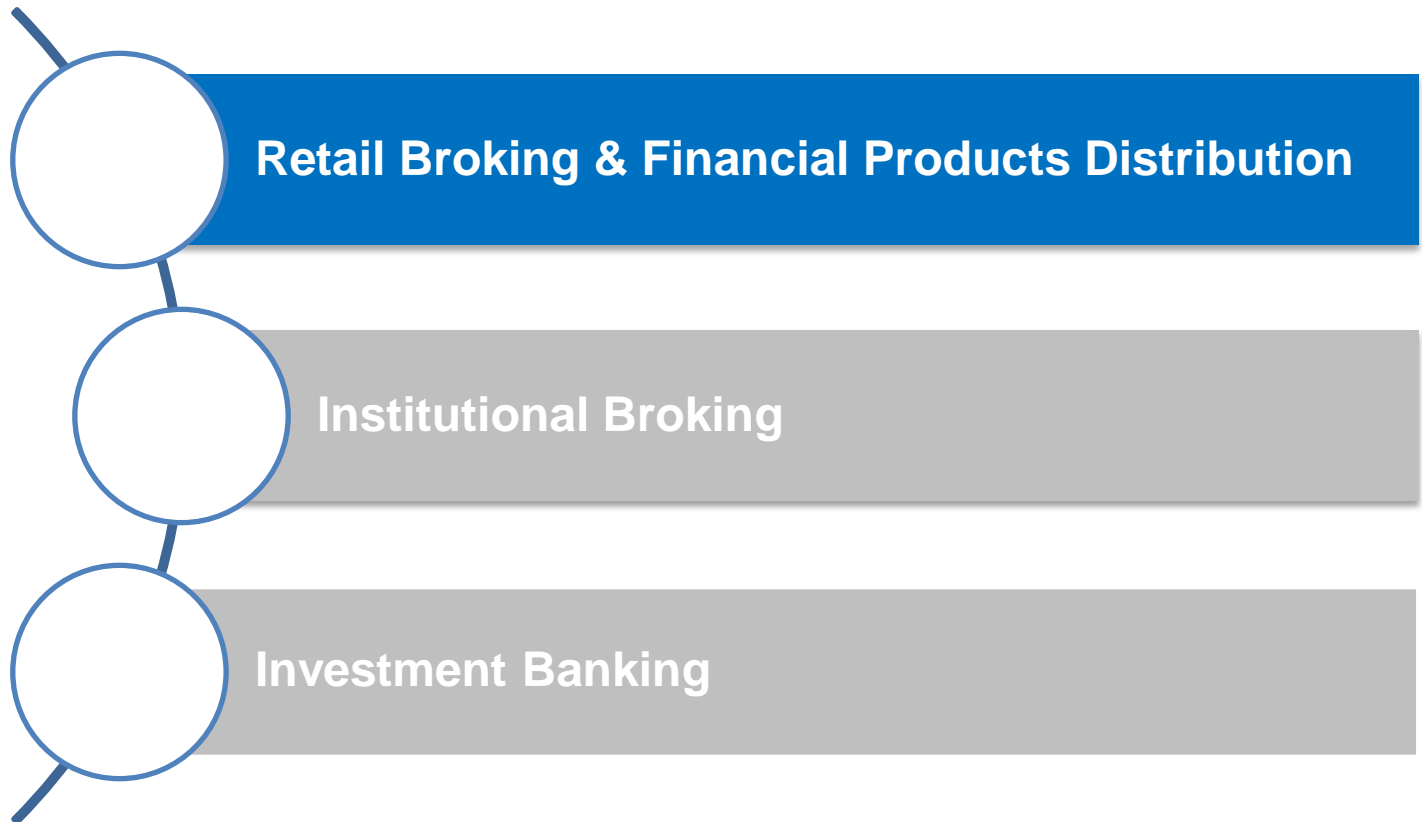 Retail Broking & Financial Products Distribution
Institutional Broking
Investment Banking